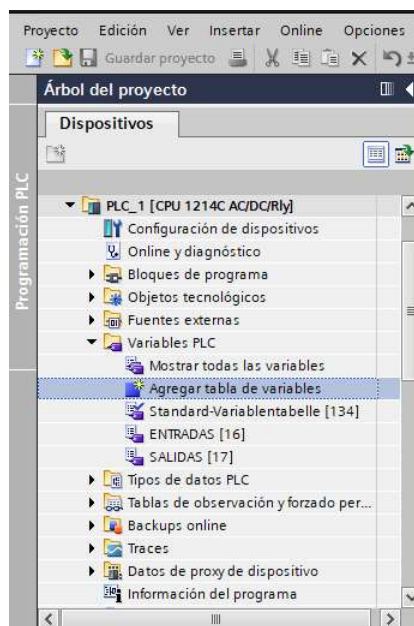 Proyecto Edición Ver Insertar Online Opciones
Guardar proyecto
Árbol del proyecto
Dispositivos
Programación PLC
PLC_1 [CPU 1214C AC/DC/Rly]
Configuración de dispositivos
Online y diagnóstico
Bloques de programa
Objetos tecnológicos
Fuentes externas
Variables PLC
Mostrar todas las variables
Agregar tabla de variables
Standard-Variablentabelle [134]
ENTRADAS [16]
SALIDAS [17]
Tipos de datos PLC
Tablas de observación y forzado per...
Backups online
Traces
Datos de proxy de dispositivo
Información del programa